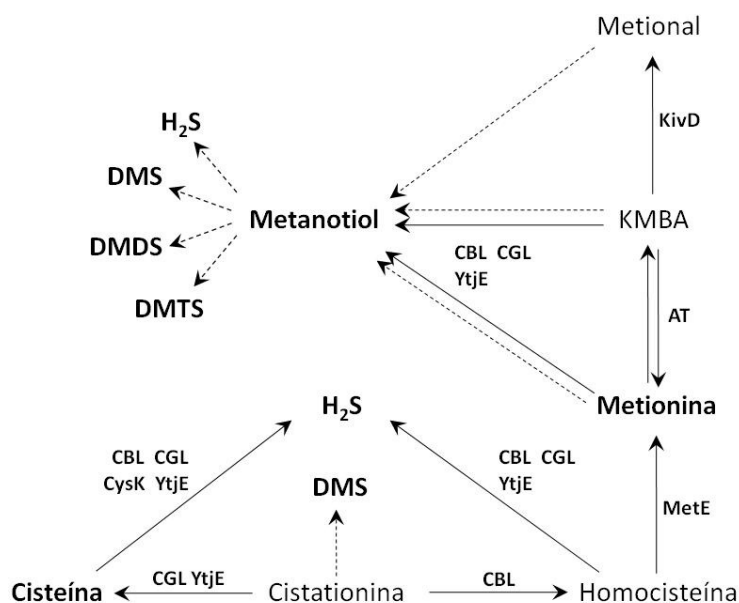 Metional
H₂S
KivD
DMS
Metanotiol
KMBA
DMDS
CBL CGL
YtjE
DMTS
AT
H₂S
Metionina
CBL CGL
CysK YtjE
CBL CGL
YtjE
DMS
MetE
Cisteína
CGL YtjE
Cistationina
CBL
Homocisteína